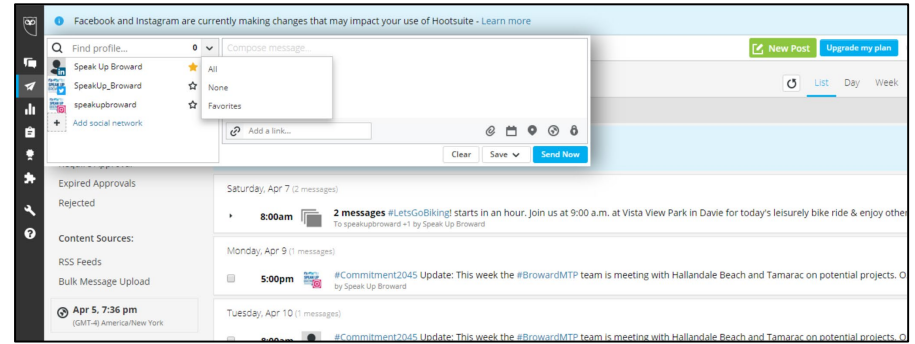 Facebook and Instagram are currently making changes that may impact your use of Hootsuite - Learn more
Find profile... 0
Compose message...
New Post
Upgrade my plan
Speak Up Broward
SpeakUp_Broward
speakupbroward
Add social network
All
None
Favorites
List Day Week
Add a link...
Clear Save Send Now
Expired Approvals
Rejected
Content Sources:
RSS Feeds
Bulk Message Upload
Apr 5, 7:36 pm
(GMT-4) America/New York
Saturday, Apr 7 (2 messages)
8:00am 2 messages #LetsGoBiking! starts in an hour. Join us at 9:00 a.m. at Vista View Park in Davie for today's leisurely bike ride & enjoy other
To speakupbroward +1 by Speak Up Broward
Monday, Apr 9 (1 messages)
5:00pm #Commitment2045 Update: This week the #BrowardMTP team is meeting with Hallandale Beach and Tamarac on potential projects. O
by Speak Up Broward
Tuesday, Apr 10 (1 messages)
8:00am #Commitment2045 Update: This week the #BrowardMTP team is meeting with Hallandale Beach and Tamarac on potential projects. O